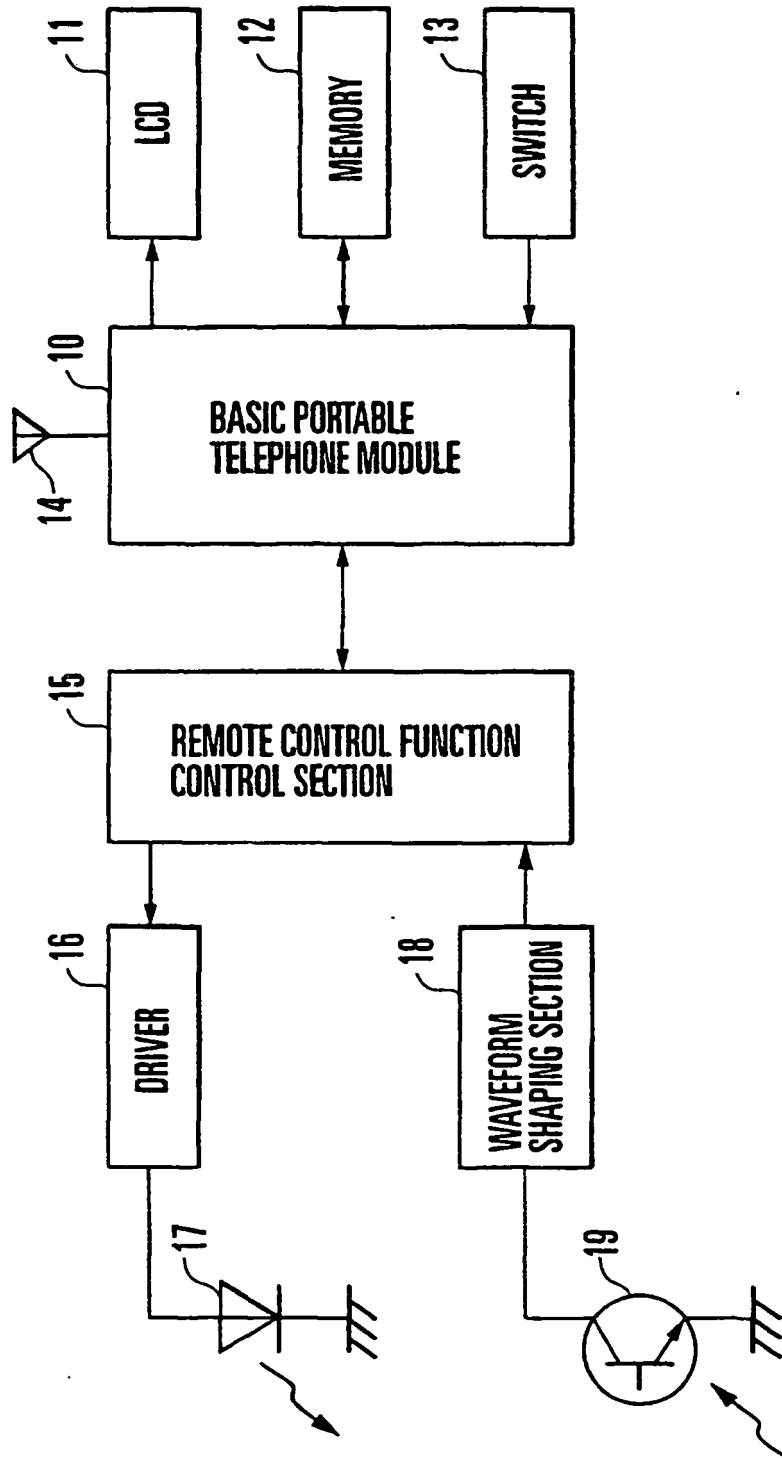 11
LCD
12
MEMORY
13
SWITCH
10
14
BASIC PORTABLE
TELEPHONE MODULE
15
REMOTE CONTROL FUNCTION
CONTROL SECTION
16
DRIVER
18
WAVEFORM
SHAPING SECTION
17
19